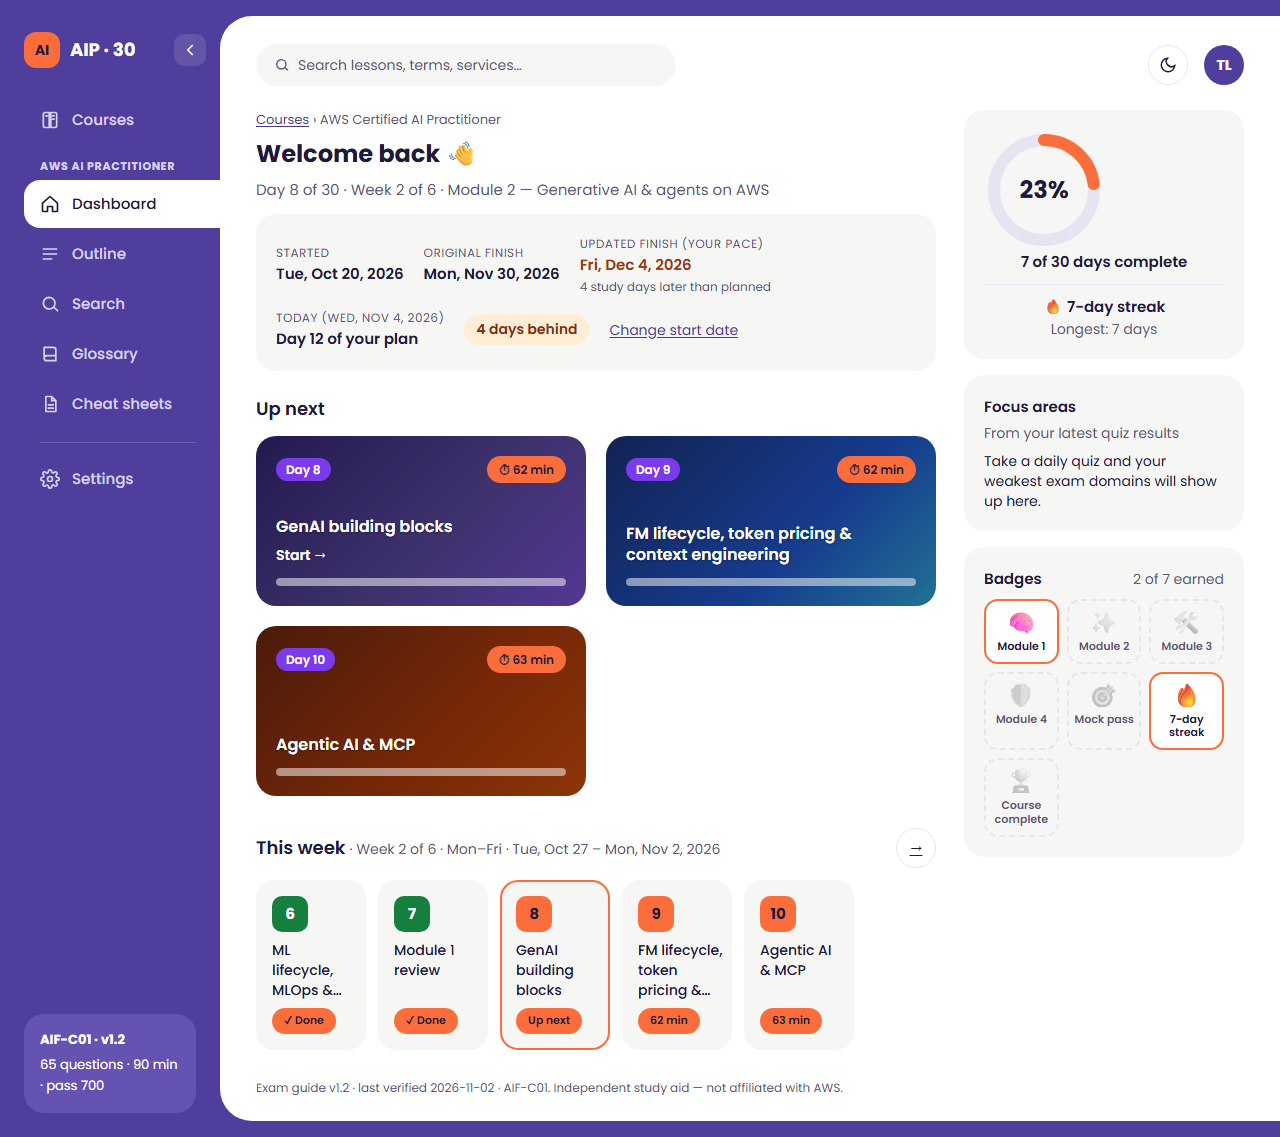 AI AIP · 30
Courses
AWS AI PRACTITIONER
Dashboard
Outline
Search
Glossary
Cheat sheets
Settings
AIF-C01 · v1.2
65 questions · 90 min
· pass 700
Search lessons, terms, services...
TL
Courses › AWS Certified AI Practitioner
Welcome back 👋
Day 8 of 30 · Week 2 of 6 · Module 2 — Generative AI & agents on AWS
STARTED
Tue, Oct 20, 2026
ORIGINAL FINISH
Mon, Nov 30, 2026
UPDATED FINISH (YOUR PACE)
Fri, Dec 4, 2026
4 study days later than planned
TODAY (WED, NOV 4, 2026)
Day 12 of your plan
4 days behind
Change start date
Up next
Day 8
⏱ 62 min
GenAI building blocks
Start →
Day 9
⏱ 62 min
FM lifecycle, token pricing &
context engineering
Day 10
⏱ 63 min
Agentic AI & MCP
This week · Week 2 of 6 · Mon–Fri · Tue, Oct 27 – Mon, Nov 2, 2026
→
6
ML
lifecycle,
MLOps &...
✓ Done
7
Module 1
review
✓ Done
8
GenAI
building
blocks
Up next
9
FM lifecycle,
token
pricing &...
62 min
10
Agentic AI
& MCP
63 min
Exam guide v1.2 · last verified 2026-11-02 · AIF-C01. Independent study aid — not affiliated with AWS.
23%
7 of 30 days complete
🔥 7-day streak
Longest: 7 days
Focus areas
From your latest quiz results
Take a daily quiz and your
weakest exam domains will show
up here.
Badges
2 of 7 earned
Module 1
Module 2
Module 3
Module 4
Mock pass
7-day
streak
Course
complete